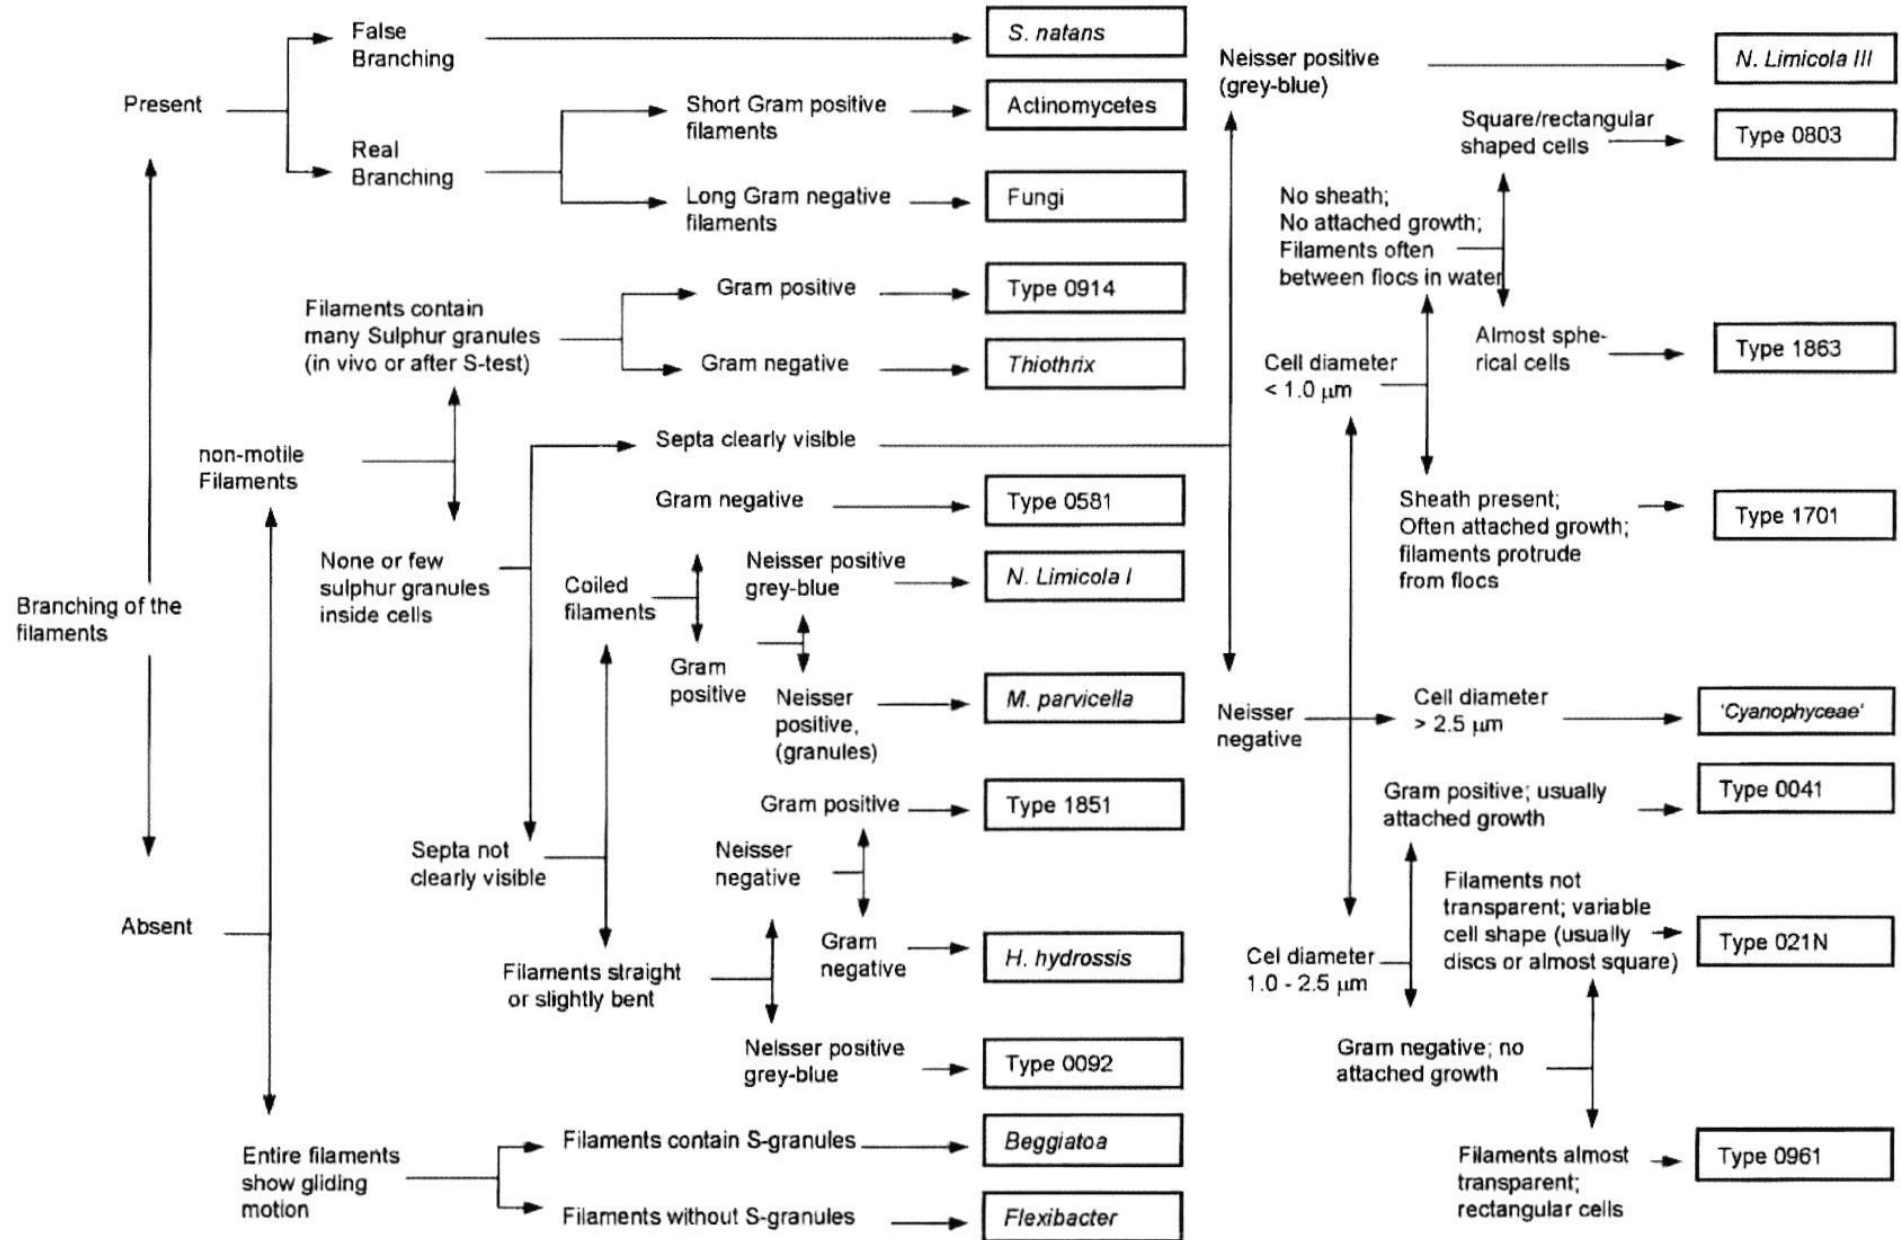 False
Branching
S. natans
Present
Short Gram positive
filaments
Actinomycetes
Real
Branching
Long Gram negative
filaments
Fungi
Filaments contain
many Sulphur granules
(in vivo or after S-test)
Gram positive
Type 0914
Gram negative
Thiothrix
non-motile
Filaments
Septa clearly visible
Gram negative
Type 0581
None or few
sulphur granules
inside cells
Coiled
filaments
Neisser positive
grey-blue
N. Limicola I
Branching of the
filaments
Gram
positive
Neisser
positive,
(granules)
M. parvicella
Gram positive
Type 1851
Septa not
clearly visible
Neisser
negative
Absent
Gram
negative
H. hydrossis
Filaments straight
or slightly bent
Neisser positive
grey-blue
Type 0092
Entire filaments
show gliding
motion
Filaments contain S-granules
Beggiatoa
Filaments without S-granules
Flexibacter
Neisser positive
(grey-blue)
N. Limicola III
Square/rectangular
shaped cells
Type 0803
No sheath;
No attached growth;
Filaments often
between flocs in water
Almost sphe-
rical cells
Type 1863
Cell diameter
< 1.0 μm
Sheath present;
Often attached growth;
filaments protrude
from flocs
Type 1701
Neisser
negative
Cell diameter
> 2.5 μm
'Cyanophyceae'
Gram positive; usually
attached growth
Type 0041
Filaments not
transparent; variable
cell shape (usually
discs or almost square)
Type 021N
Cel diameter
1.0 - 2.5 μm
Gram negative; no
attached growth
Filaments almost
transparent;
rectangular cells
Type 0961